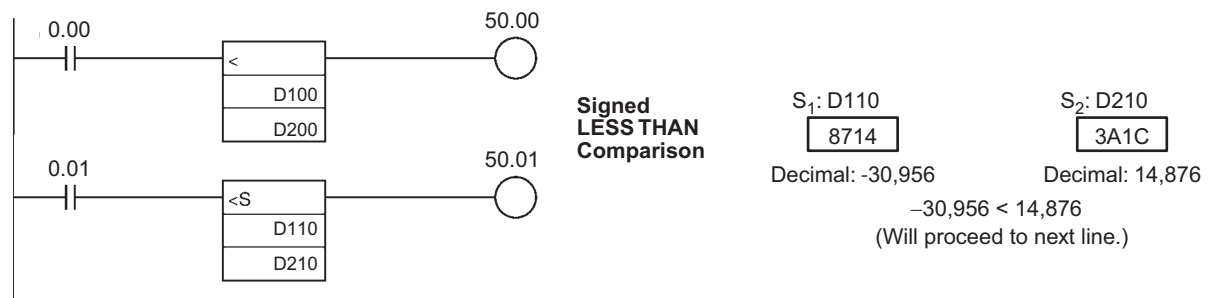 0.00
50.00
<
D100
D200
0.01
50.01
<S
D110
D210
Signed
LESS THAN
Comparison
S₁: D110
S₂: D210
8714
3A1C
Decimal: -30,956
Decimal: 14,876
−30,956 < 14,876
(Will proceed to next line.)